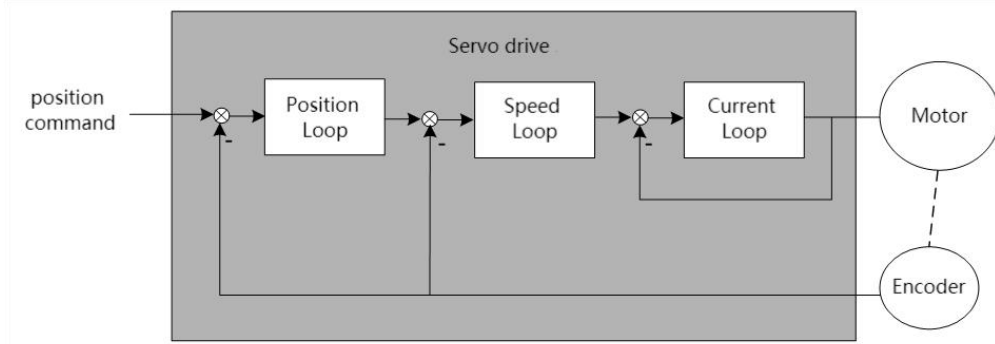 Servo drive
position
command
Position
Loop
Speed
Loop
Current
Loop
Motor
-
-
-
Encoder